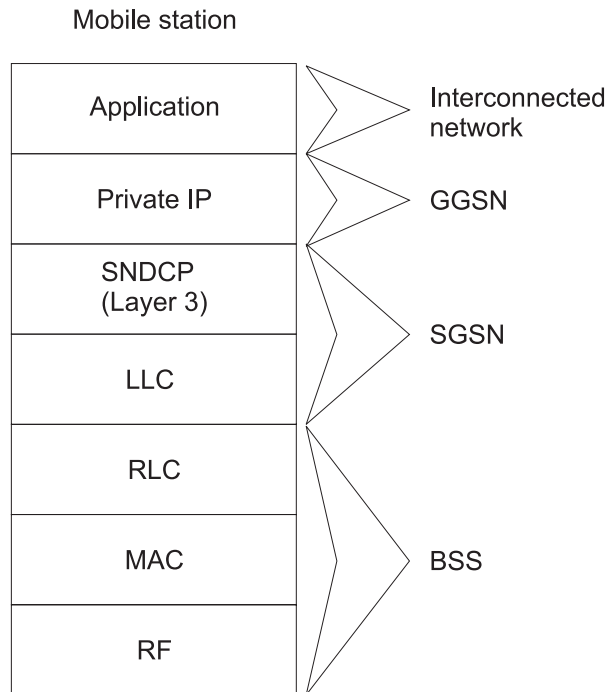 Mobile station
Application
Interconnected
network
Private IP
GGSN
SNDCP
(Layer 3)
SGSN
LLC
RLC
MAC
BSS
RF